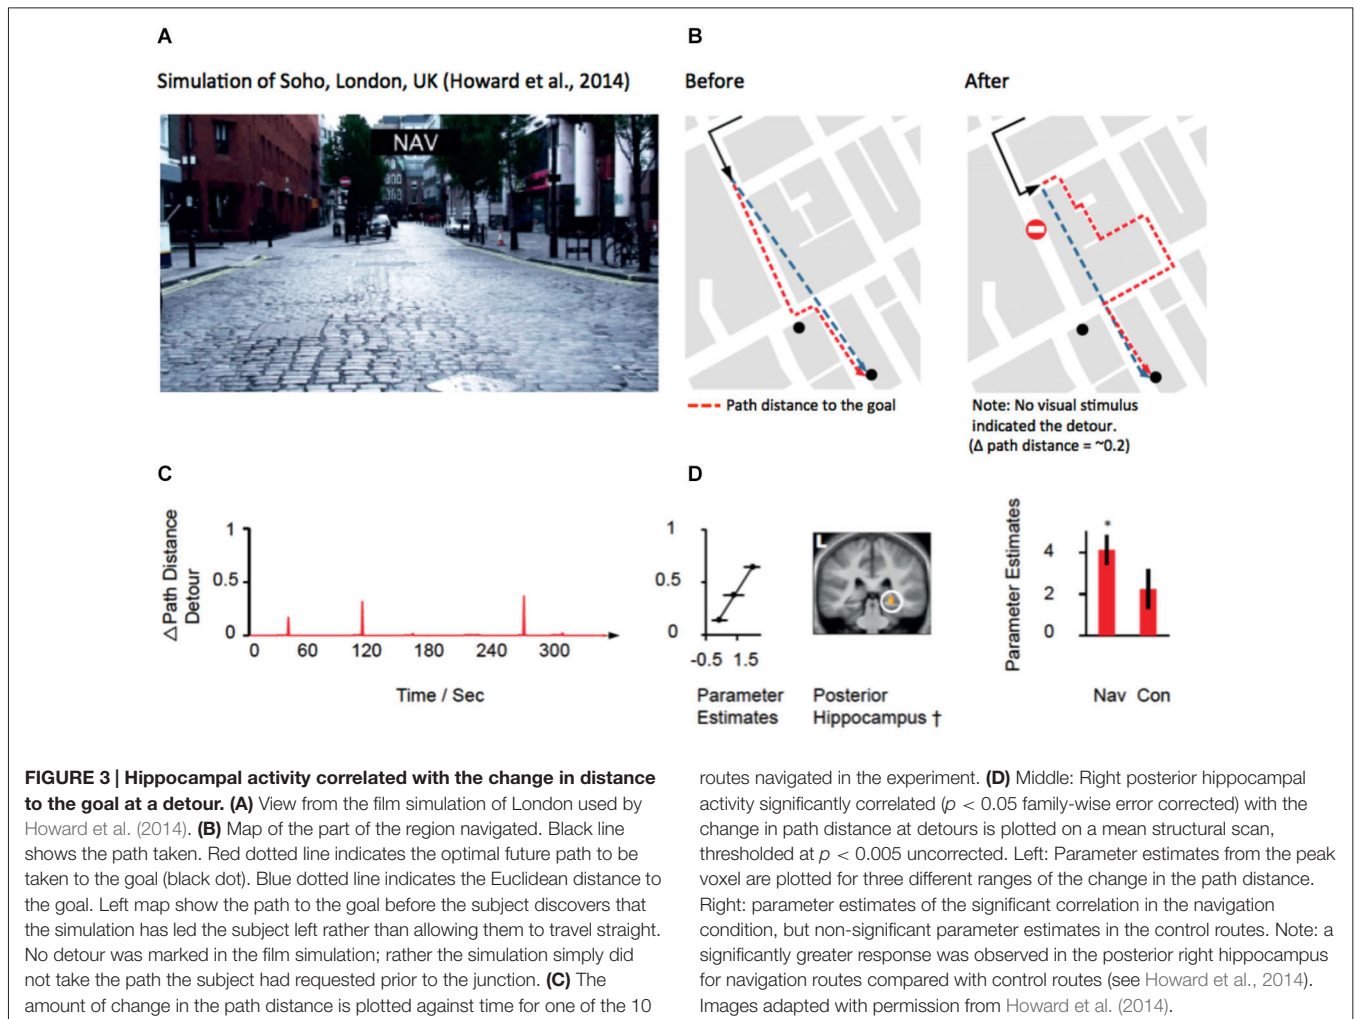 A
Simulation of Soho, London, UK (Howard et al., 2014)
NAV
B
Before
After
Path distance to the goal
Note: No visual stimulus
indicated the detour.
(Δ path distance = ~0.2)
C
△Path Distance
Detour
1
0.5
0
0 60 120 180 240 300
Time / Sec
D
1
0.5
0
-0.5 1.5
Parameter
Estimates
L
Posterior
Hippocampus †
Parameter Estimates
*
4
2
0
Nav Con
FIGURE 3 | Hippocampal activity correlated with the change in distance
to the goal at a detour. (A) View from the film simulation of London used by
Howard et al. (2014). (B) Map of the part of the region navigated. Black line
shows the path taken. Red dotted line indicates the optimal future path to be
taken to the goal (black dot). Blue dotted line indicates the Euclidean distance to
the goal. Left map show the path to the goal before the subject discovers that
the simulation has led the subject left rather than allowing them to travel straight.
No detour was marked in the film simulation; rather the simulation simply did
not take the path the subject had requested prior to the junction. (C) The
amount of change in the path distance is plotted against time for one of the 10
routes navigated in the experiment. (D) Middle: Right posterior hippocampal
activity significantly correlated (p < 0.05 family-wise error corrected) with the
change in path distance at detours is plotted on a mean structural scan,
thresholded at p < 0.005 uncorrected. Left: Parameter estimates from the peak
voxel are plotted for three different ranges of the change in the path distance.
Right: parameter estimates of the significant correlation in the navigation
condition, but non-significant parameter estimates in the control routes. Note: a
significantly greater response was observed in the posterior right hippocampus
for navigation routes compared with control routes (see Howard et al., 2014).
Images adapted with permission from Howard et al. (2014).